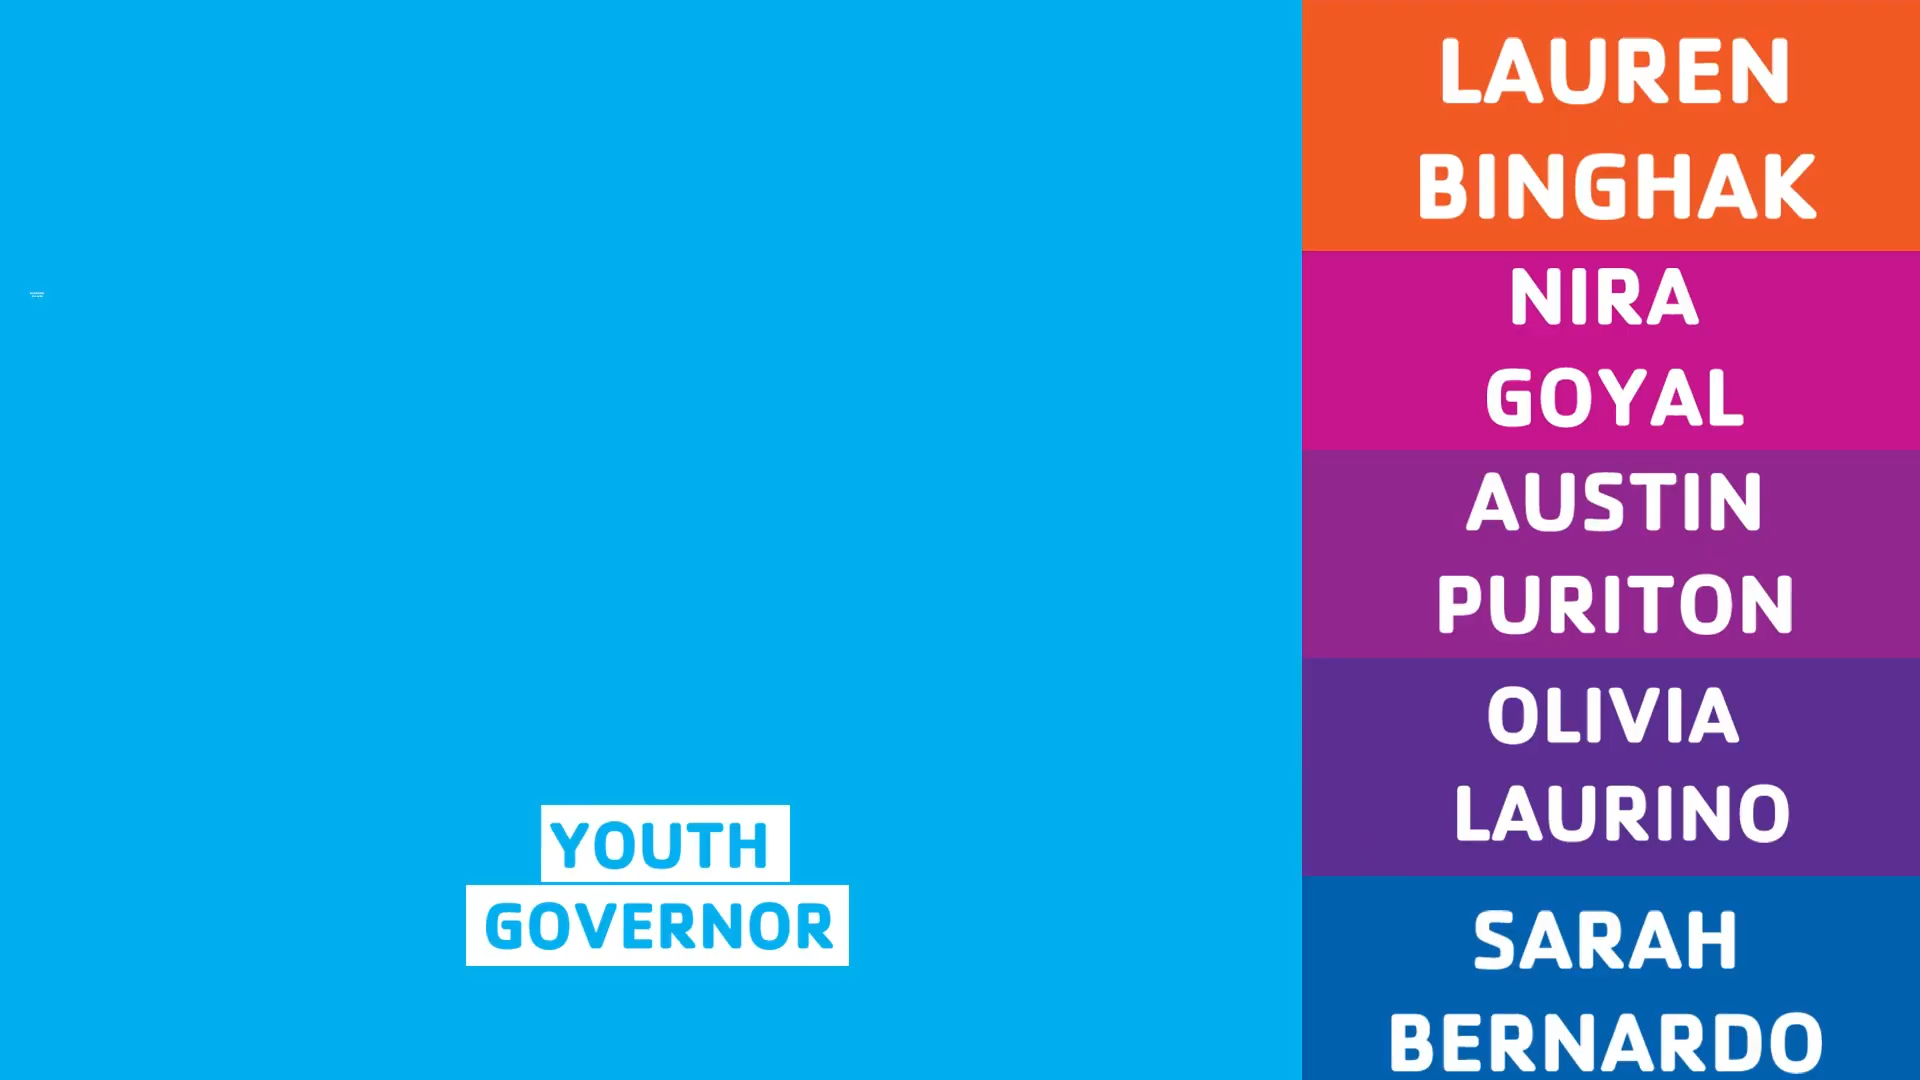 YOUTH
GOVERNOR
LAUREN
BINGHAK
NIRA
GOYAL
AUSTIN
PURITON
OLIVIA
LAURINO
SARAH
BERNARDO